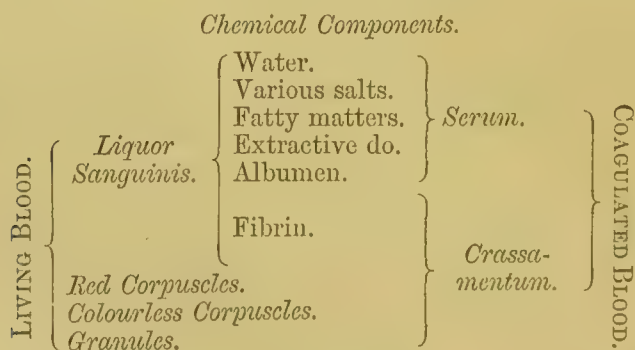 Chemical Components.
Water.
Various salts.
Fatty matters.
Extractive do.
Albumen.
Fibrin.
Liquor
Sanguinis.
Serum.
LIVING BLOOD.
Red Corpuscles.
Colourless Corpuscles.
Granules.
Crassa-
mentum.
COAGULATED BLOOD.